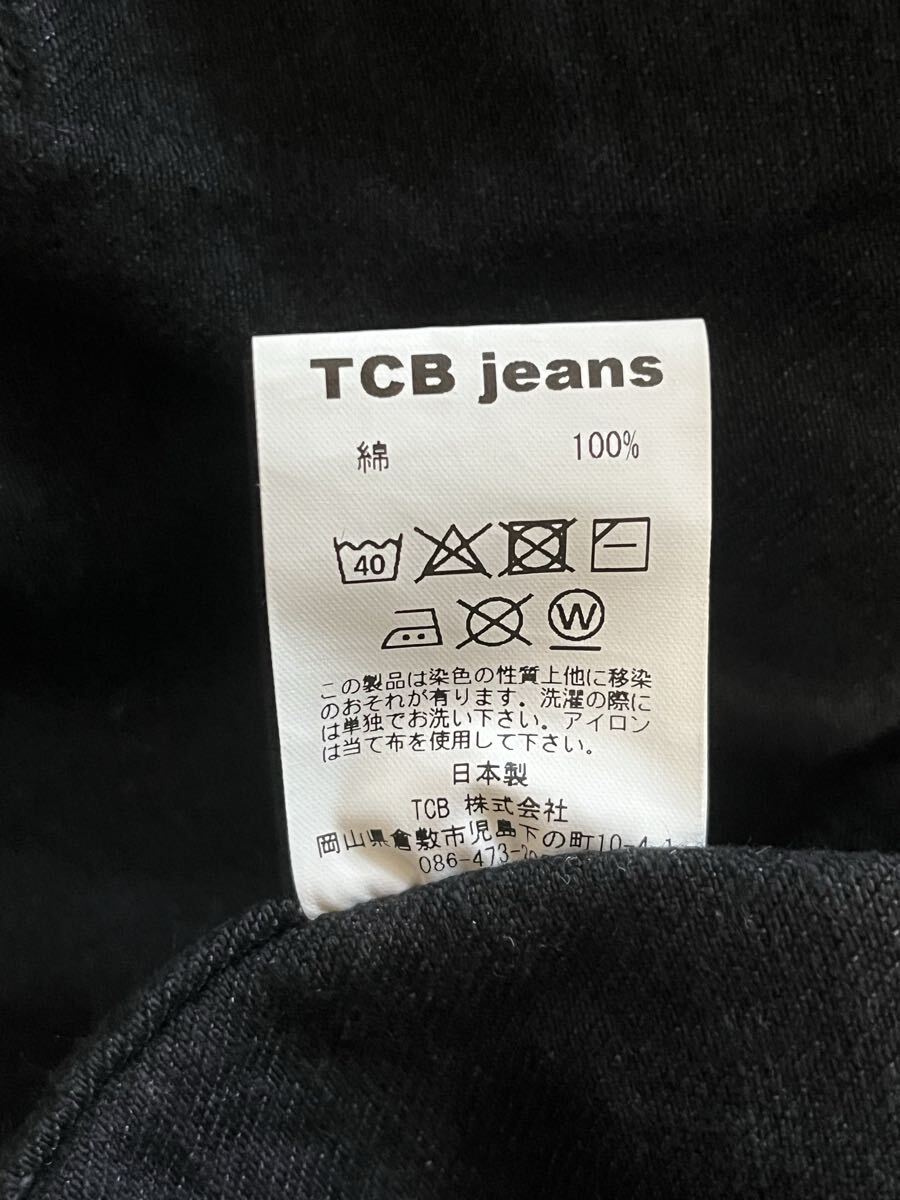 TCB jeans
綿 100%
40
W
この製品は染色の性質上他に移染
のおそれが有ります。洗濯の際に
は単独でお洗い下さい。アイロン
は当て布を使用して下さい。
日本製
TCB 株式会社
岡山県倉敷市児島下の町10-4-
086-473-